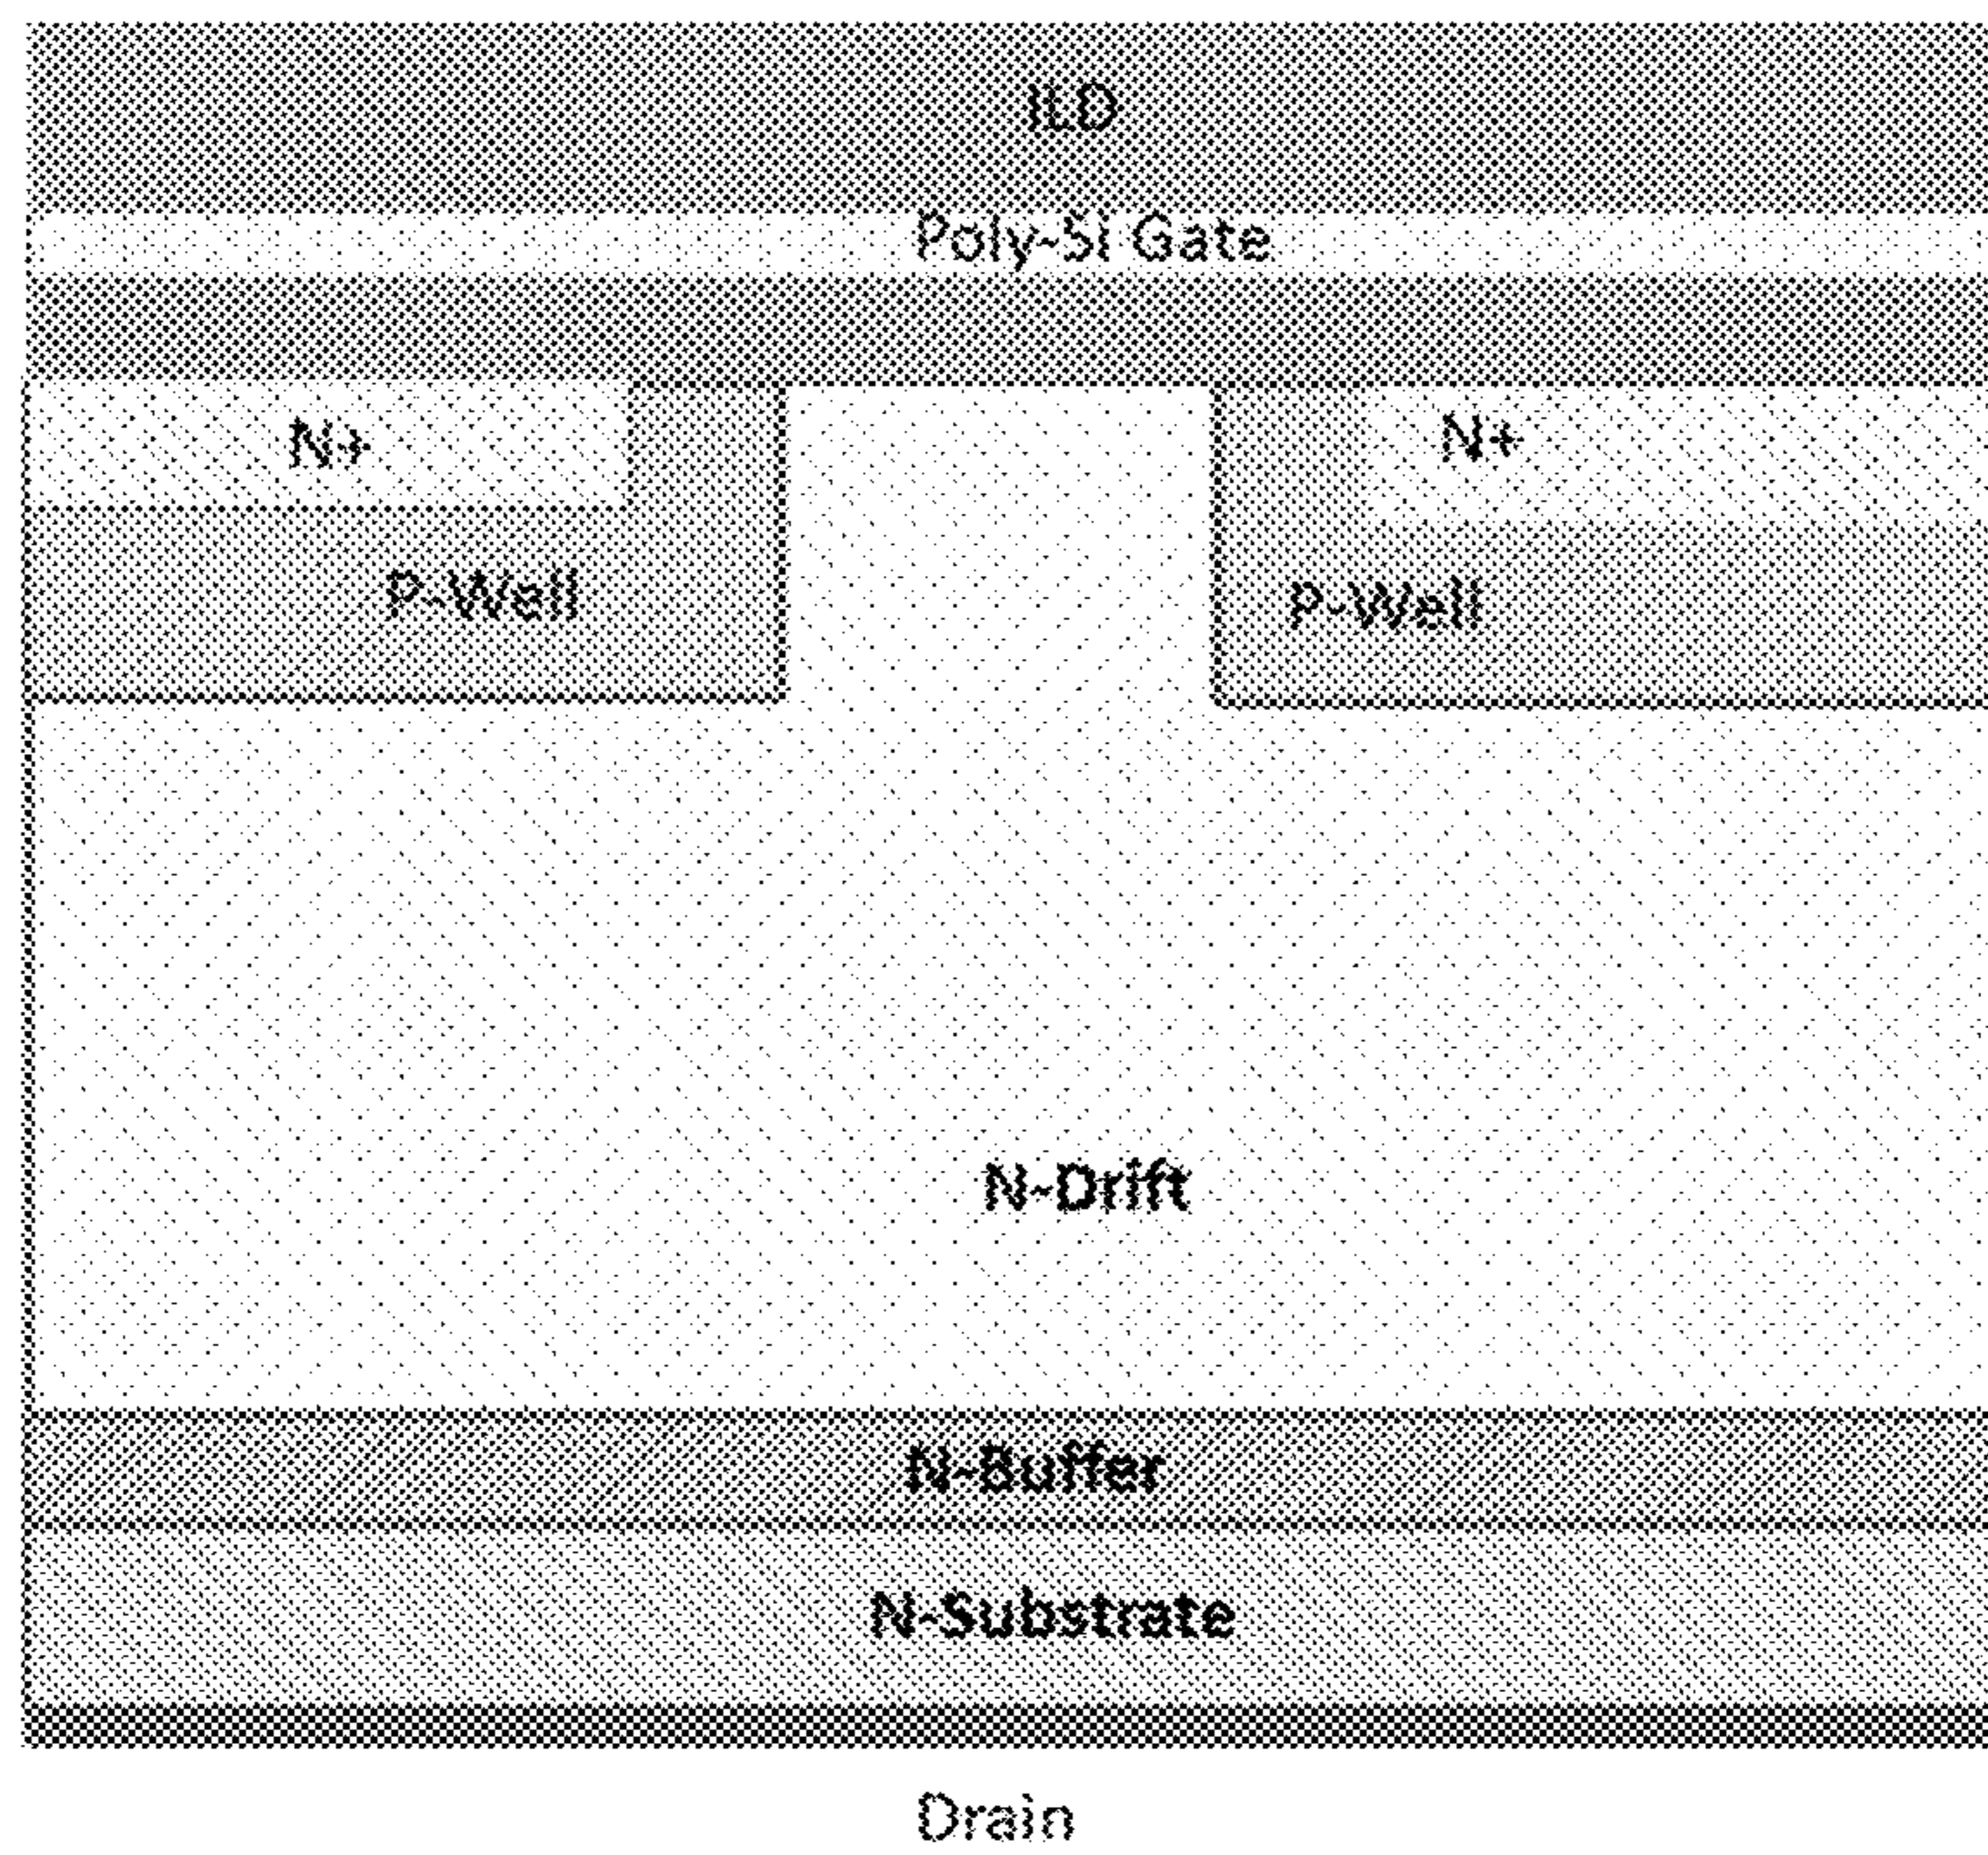 ILD
Poly-Si Gate
N+
N+
P-Well
P-Well
N-Drift
N-Buffer
N-Substrate
Drain